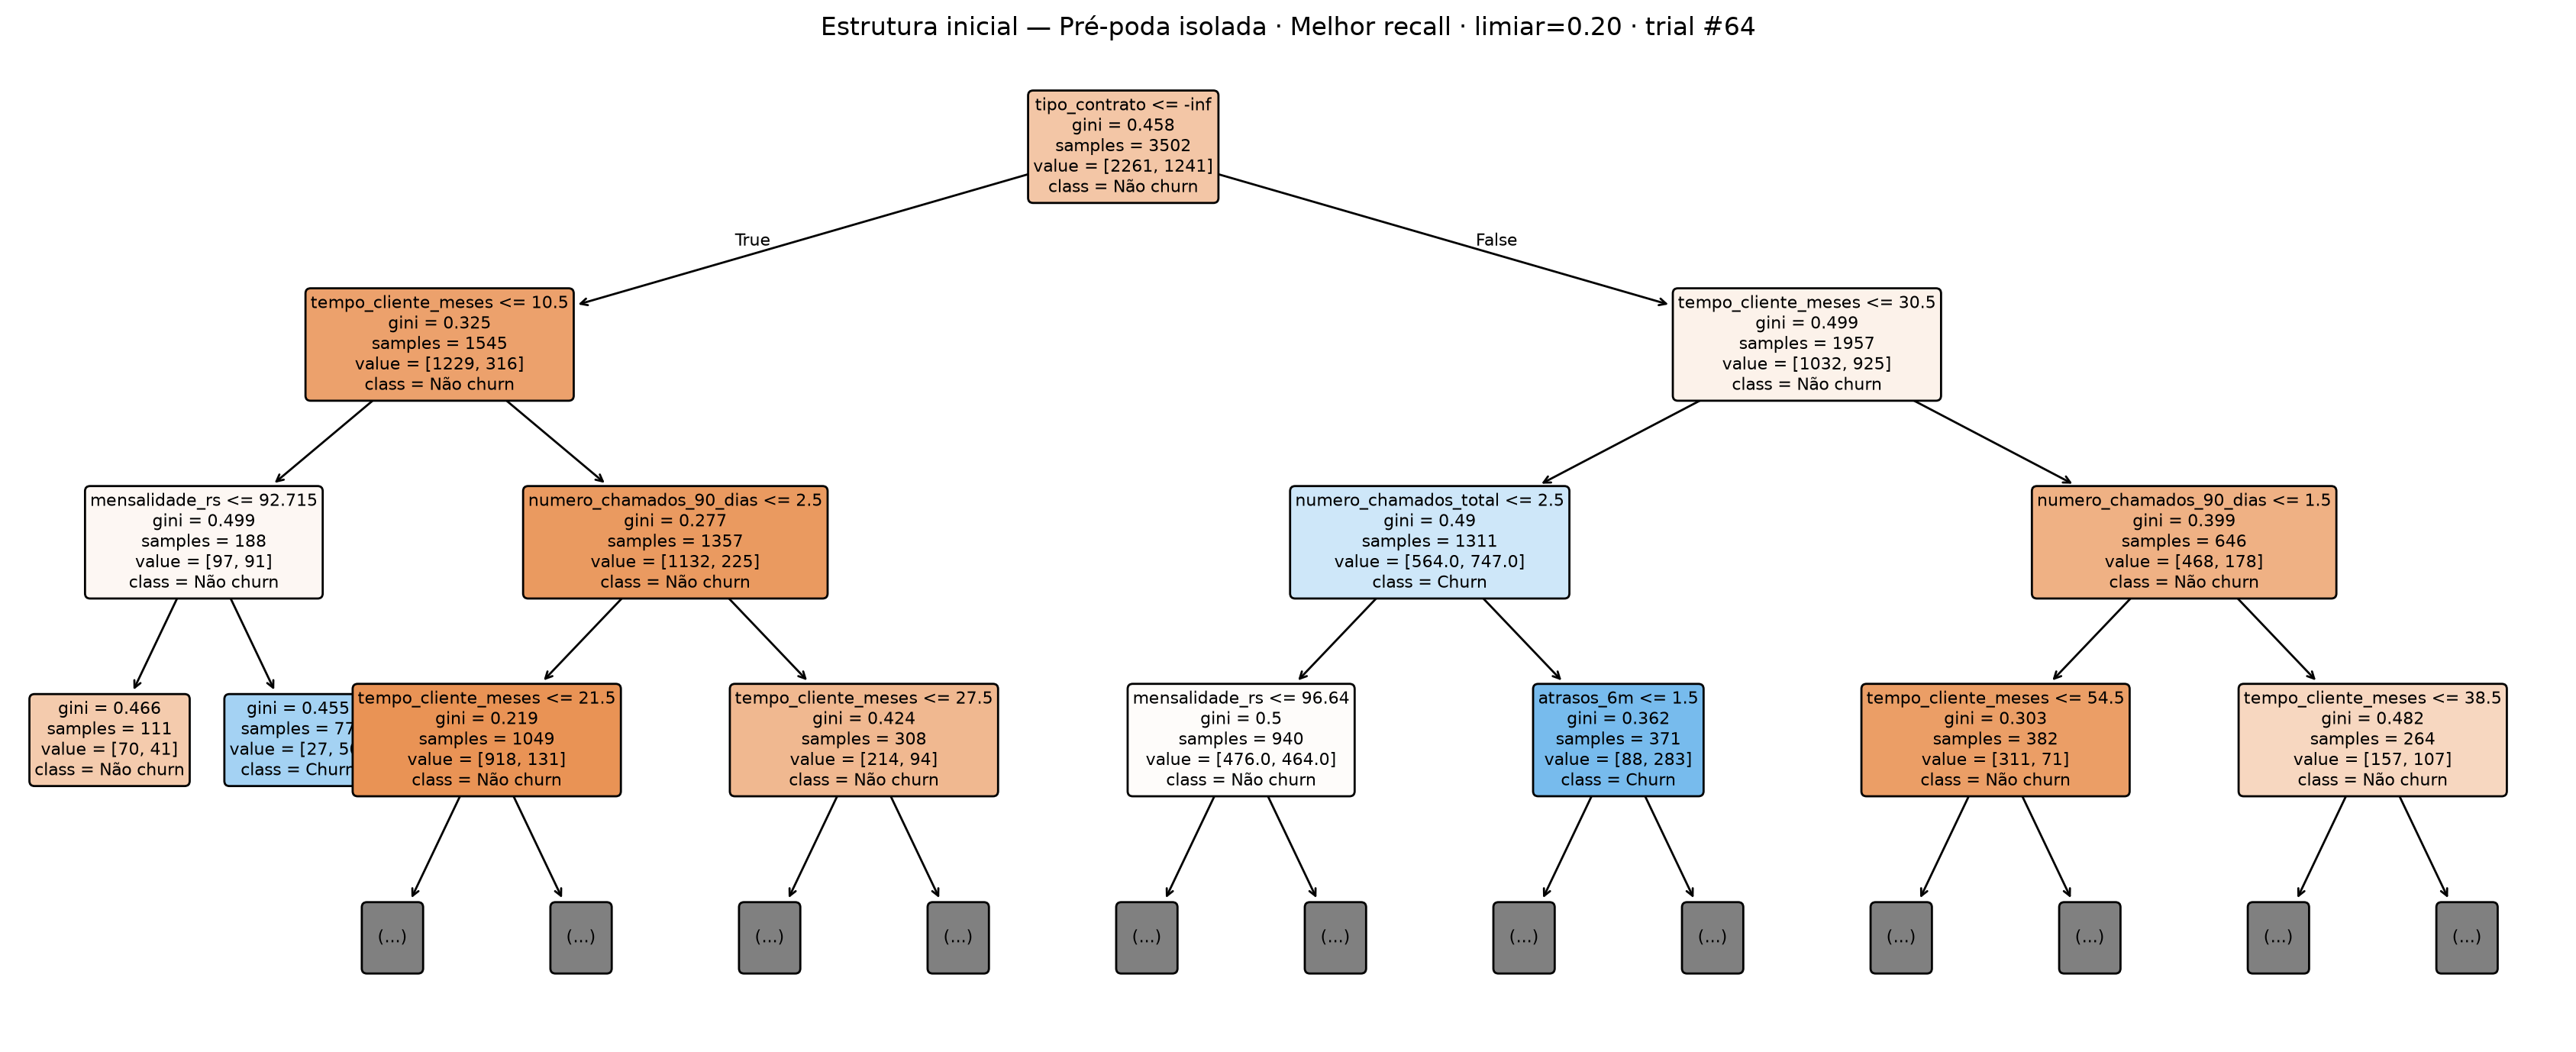 Estrutura inicial — Pré-poda isolada · Melhor recall · limiar=0.20 · trial #64
tipo_contrato <= -inf
gini = 0.458
samples = 3502
value = [2261, 1241]
class = Não churn
True
False
tempo_cliente_meses <= 10.5
gini = 0.325
samples = 1545
value = [1229, 316]
class = Não churn
tempo_cliente_meses <= 30.5
gini = 0.499
samples = 1957
value = [1032, 925]
class = Não churn
mensalidade_rs <= 92.715
gini = 0.499
samples = 188
value = [97, 91]
class = Não churn
numero_chamados_90_dias <= 2.5
gini = 0.277
samples = 1357
value = [1132, 225]
class = Não churn
numero_chamados_total <= 2.5
gini = 0.49
samples = 1311
value = [564.0, 747.0]
class = Churn
numero_chamados_90_dias <= 1.5
gini = 0.399
samples = 646
value = [468, 178]
class = Não churn
gini = 0.466
samples = 111
value = [70, 41]
class = Não churn
gini = 0.455
samples = 77
value = [27,
class = Churn
tempo_cliente_meses <= 21.5
gini = 0.219
samples = 1049
value = [918, 131]
class = Não churn
tempo_cliente_meses <= 27.5
gini = 0.424
samples = 308
value = [214, 94]
class = Não churn
mensalidade_rs <= 96.64
gini = 0.5
samples = 940
value = [476.0, 464.0]
class = Não churn
atrasos_6m <= 1.5
gini = 0.362
samples = 371
value = [88, 283]
class = Churn
tempo_cliente_meses <= 54.5
gini = 0.303
samples = 382
value = [311, 71]
class = Não churn
tempo_cliente_meses <= 38.5
gini = 0.482
samples = 264
value = [157, 107]
class = Não churn
(...)
(...)
(...)
(...)
(...)
(...)
(...)
(...)
(...)
(...)
(...)
(...)